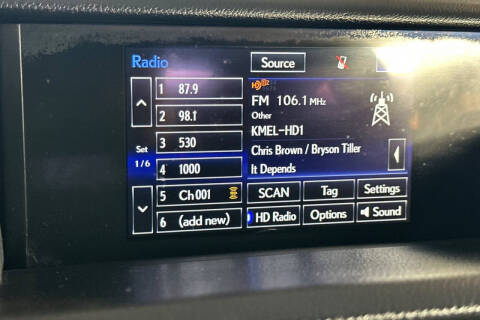 Radio
Source
1 87.9
2 98.1
3 530
Set
1/6
4 1000
5 Ch 001
6 (add new)
FM 106.1 MHz
Other
KMEL-HD1
Chris Brown / Bryson Tiller
It Depends
SCAN
Tag
Settings
HD Radio
Options
Sound